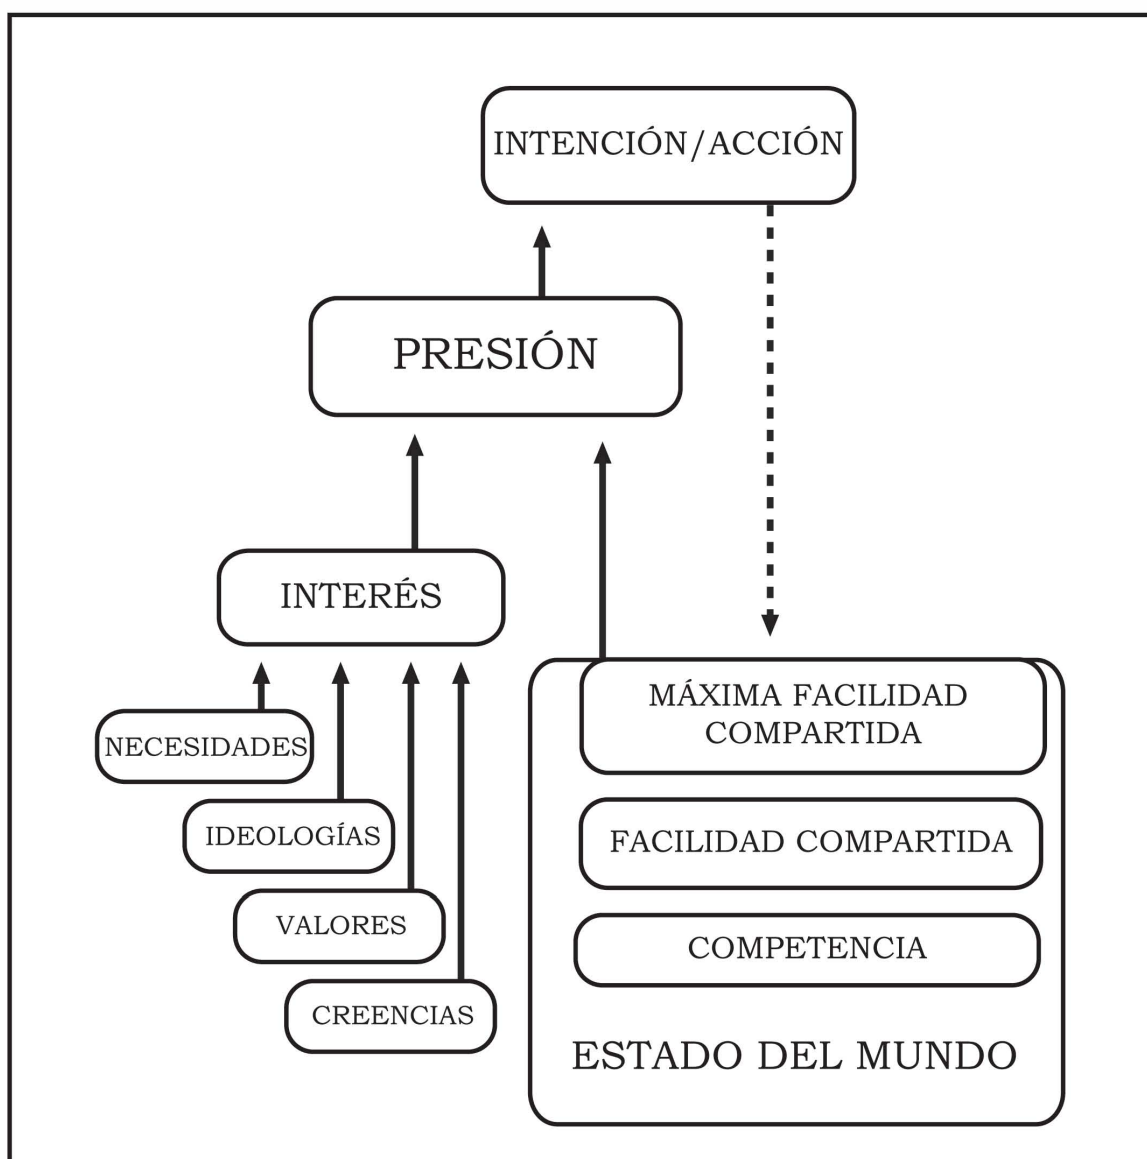 INTENCIÓN/ACCIÓN
PRESIÓN
INTERÉS
NECESIDADES
IDEOLOGÍAS
VALORES
CREENCIAS
MÁXIMA FACILIDAD
COMPARTIDA
FACILIDAD COMPARTIDA
COMPETENCIA
ESTADO DEL MUNDO